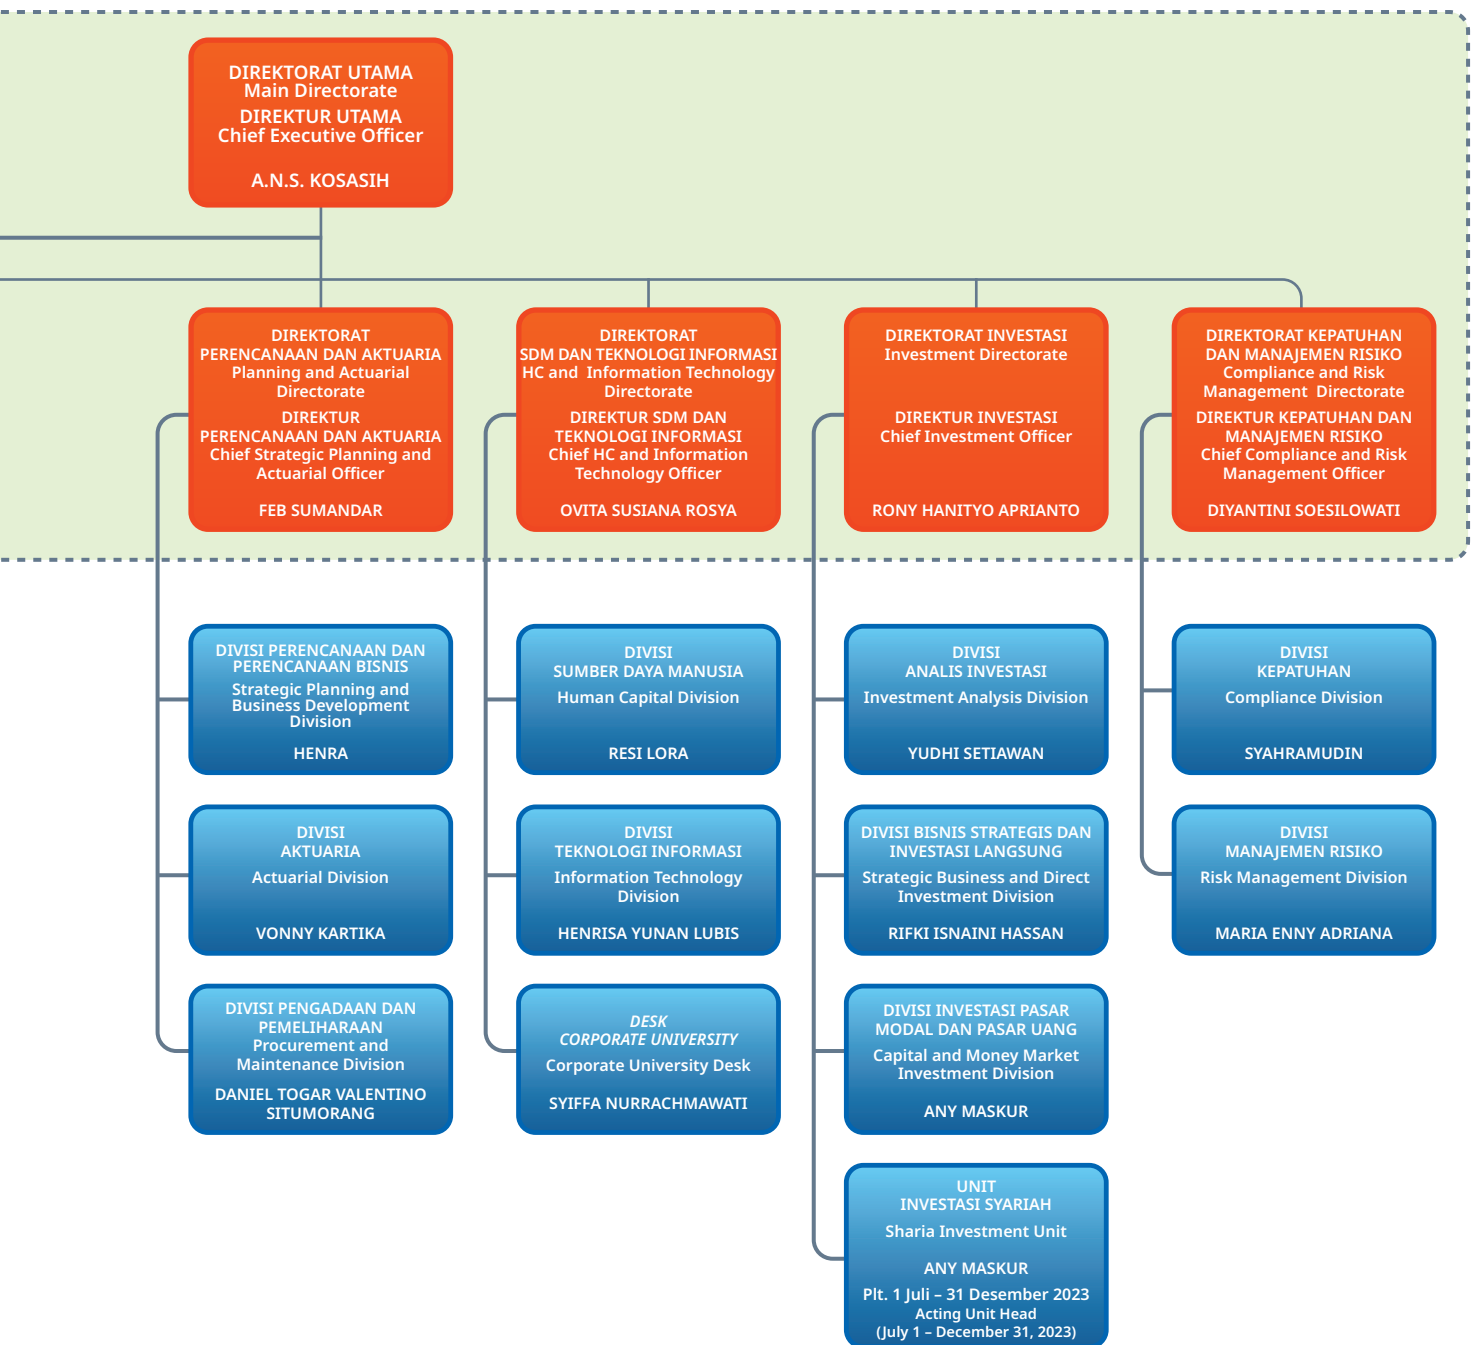 DIREKTORAT UTAMA
Main Directorate
DIREKTUR UTAMA
Chief Executive Officer
A.N.S. KOSASIH
DIREKTORAT
PERENCANAAN DAN AKTUARIA
Planning and Actuarial
Directorate
DIREKTUR
PERENCANAAN DAN AKTUARIA
Chief Strategic Planning and
Actuarial Officer
FEB SUMANDAR
DIREKTORAT
SDM DAN TEKNOLOGI INFORMASI
HC and Information Technology
Directorate
DIREKTUR SDM DAN
TEKNOLOGI INFORMASI
Chief HC and Information
Technology Officer
OVITA SUSIANA ROSYA
DIREKTORAT INVESTASI
Investment Directorate
DIREKTUR INVESTASI
Chief Investment Officer
RONY HANITYO APRIANTO
DIREKTORAT KEPATUHAN
DAN MANAJEMEN RISIKO
Compliance and Risk
Management Directorate
DIREKTUR KEPATUHAN DAN
MANAJEMEN RISIKO
Chief Compliance and Risk
Management Officer
DIYANTINI SOESILOWATI
DIVISI PERENCANAAN DAN
PERENCANAAN BISNIS
Strategic Planning and
Business Development
Division
HENRA
DIVISI
SUMBER DAYA MANUSIA
Human Capital Division
RESI LORA
DIVISI
ANALIS INVESTASI
Investment Analysis Division
YUDHI SETIAWAN
DIVISI
KEPATUHAN
Compliance Division
SYAHRAMUDIN
DIVISI
AKTUARIA
Actuarial Division
VONNY KARTIKA
DIVISI
TEKNOLOGI INFORMASI
Information Technology
Division
HENRISA YUNAN LUBIS
DIVISI BISNIS STRATEGIS DAN
INVESTASI LANGSUNG
Strategic Business and Direct
Investment Division
RIFKI ISNAINI HASSAN
DIVISI
MANAJEMEN RISIKO
Risk Management Division
MARIA ENNY ADRIANA
DIVISI PENGADAAN DAN
PEMELIHARAAN
Procurement and
Maintenance Division
DANIEL TOGAR VALENTINO
SITUMORANG
DESK
CORPORATE UNIVERSITY
Corporate University Desk
SYIFFA NURRACHMAWATI
DIVISI INVESTASI PASAR
MODAL DAN PASAR UANG
Capital and Money Market
Investment Division
ANY MASKUR
UNIT
INVESTASI SYARIAH
Sharia Investment Unit
ANY MASKUR
Plt. 1 Juli – 31 Desember 2023
Acting Unit Head
(July 1 – December 31, 2023)